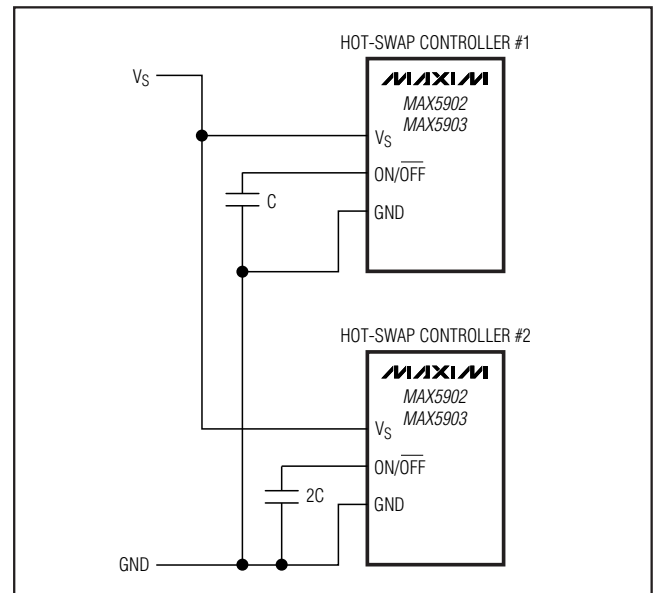 HOT-SWAP CONTROLLER #1
MAXIM
MAX5902
MAX5903
VS
VS
ON/OFF
C
GND
HOT-SWAP CONTROLLER #2
MAXIM
MAX5902
MAX5903
VS
ON/OFF
2C
GND
GND